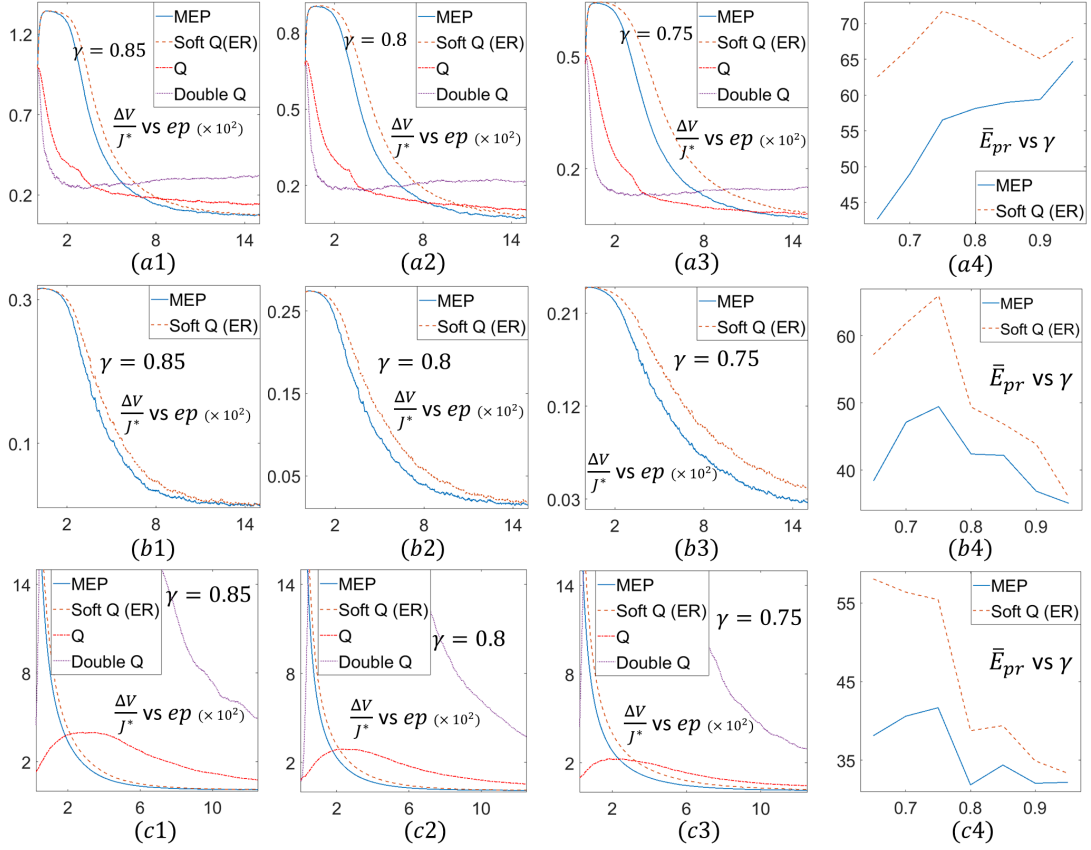 1.2
0.7
0.2
2
8
14
γ = 0.85
MEP
Soft Q(ER)
Q
Double Q
ΔV/J* vs ep (×10²)
(a1)
0.8
0.5
0.2
2
8
14
γ = 0.8
MEP
Soft Q (ER)
Q
Double Q
ΔV/J* vs ep (×10²)
(a2)
0.5
0.2
2
8
14
γ = 0.75
MEP
Soft Q (ER)
Q
Double Q
ΔV/J* vs ep (×10²)
(a3)
70
65
60
55
50
45
0.7
0.8
0.9
Ē_pr vs γ
MEP
Soft Q (ER)
(a4)
0.3
0.1
2
8
14
MEP
Soft Q (ER)
γ = 0.85
ΔV/J* vs ep (×10²)
(b1)
0.25
0.15
0.05
2
8
14
MEP
Soft Q (ER)
γ = 0.8
ΔV/J* vs ep (×10²)
(b2)
0.21
0.12
0.03
2
8
14
MEP
Soft Q (ER)
γ = 0.75
ΔV/J* vs ep (×10²)
(b3)
60
50
40
0.7
0.8
0.9
MEP
Soft Q (ER)
Ē_pr vs γ
(b4)
14
8
2
2
6
10
MEP
Soft Q (ER)
Q
Double Q
γ = 0.85
ΔV/J* vs ep (×10²)
(c1)
14
8
2
2
6
10
MEP
Soft Q (ER)
Q
Double Q
γ = 0.8
ΔV/J* vs ep (×10²)
(c2)
14
8
2
2
6
10
MEP
Soft Q (ER)
Q
Double Q
γ = 0.75
ΔV/J* vs ep (×10²)
(c3)
55
45
35
0.7
0.8
0.9
MEP
Soft Q (ER)
Ē_pr vs γ
(c4)